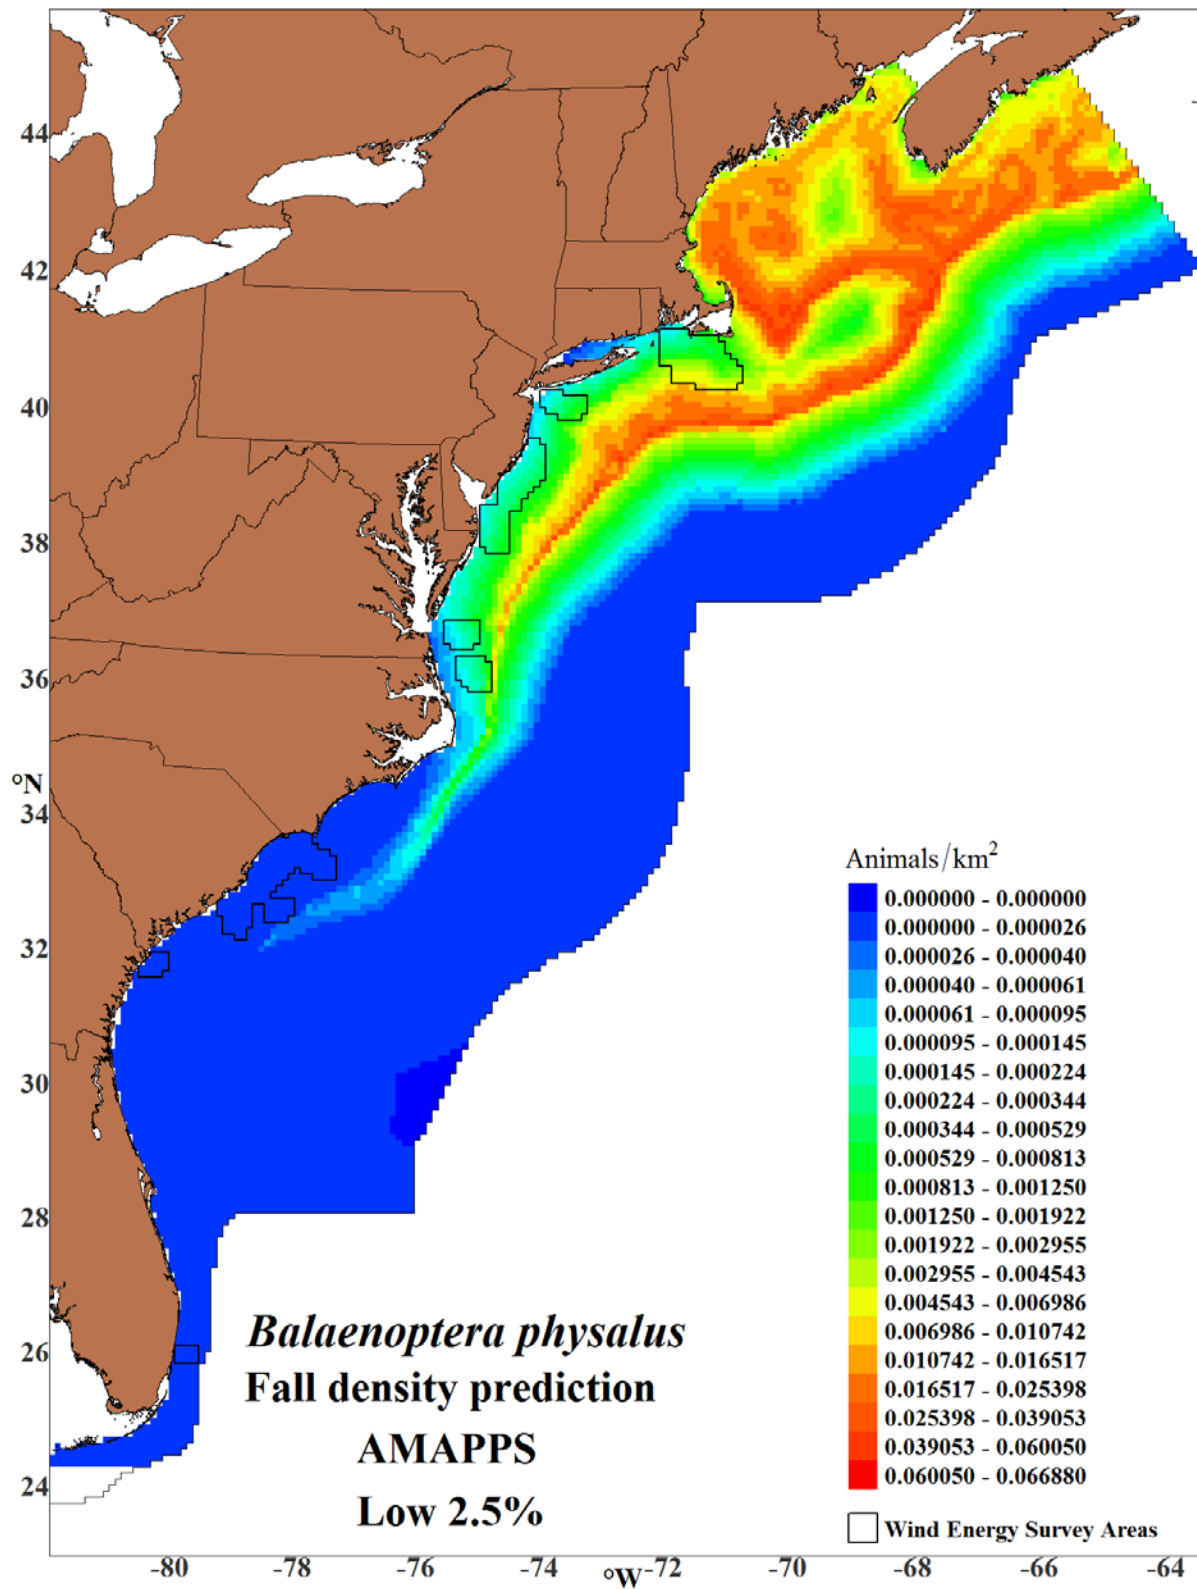 44
42
40
38
36
°N
34
32
30
28
26
24
Animals/km²
0.000000 - 0.000000
0.000000 - 0.000026
0.000026 - 0.000040
0.000040 - 0.000061
0.000061 - 0.000095
0.000095 - 0.000145
0.000145 - 0.000224
0.000224 - 0.000344
0.000344 - 0.000529
0.000529 - 0.000813
0.000813 - 0.001250
0.001250 - 0.001922
0.001922 - 0.002955
0.002955 - 0.004543
0.004543 - 0.006986
0.006986 - 0.010742
0.010742 - 0.016517
0.016517 - 0.025398
0.025398 - 0.039053
0.039053 - 0.060050
0.060050 - 0.066880
Wind Energy Survey Areas
Balaenoptera physalus
Fall density prediction
AMAPPS
Low 2.5%
-80 -78 -76 -74 °W -72 -70 -68 -66 -64